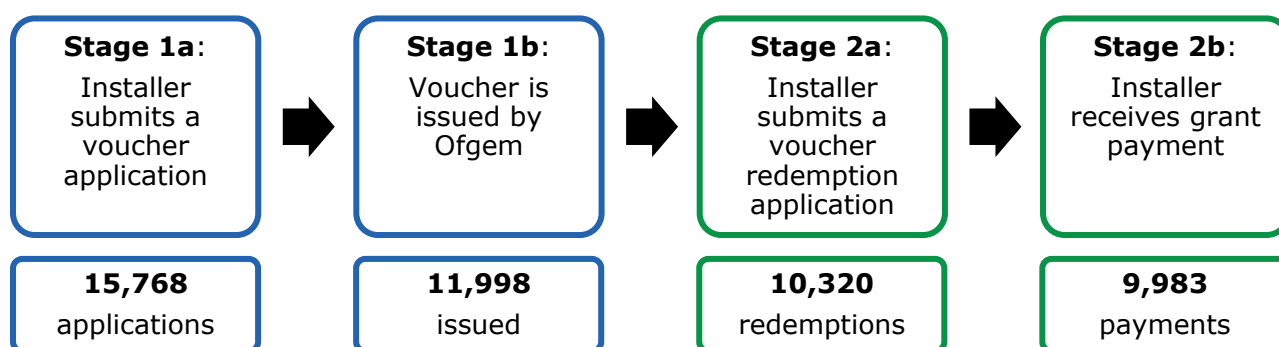 Stage 1a:
Installer
submits a
voucher
application
Stage 1b:
Voucher is
issued by
Ofgem
Stage 2a:
Installer
submits a
voucher
redemption
application
Stage 2b:
Installer
receives grant
payment
15,768
applications
11,998
issued
10,320
redemptions
9,983
payments